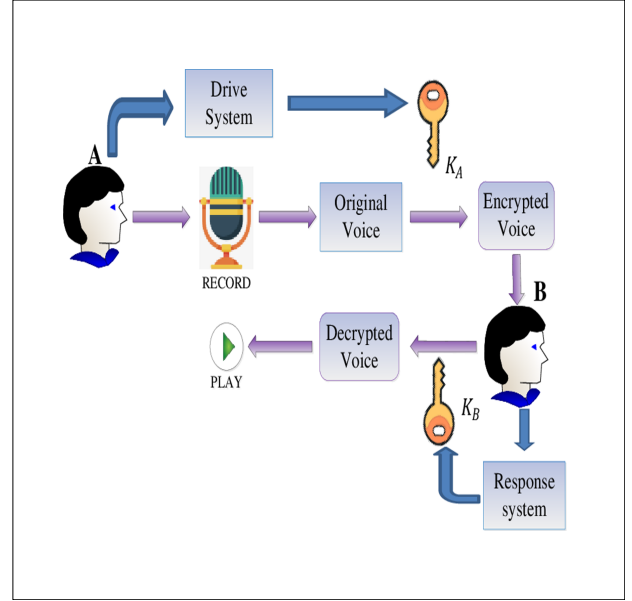 Drive
System
A
K_A
Original
Voice
Encrypted
Voice
RECORD
B
Decrypted
Voice
PLAY
K_B
Response
system